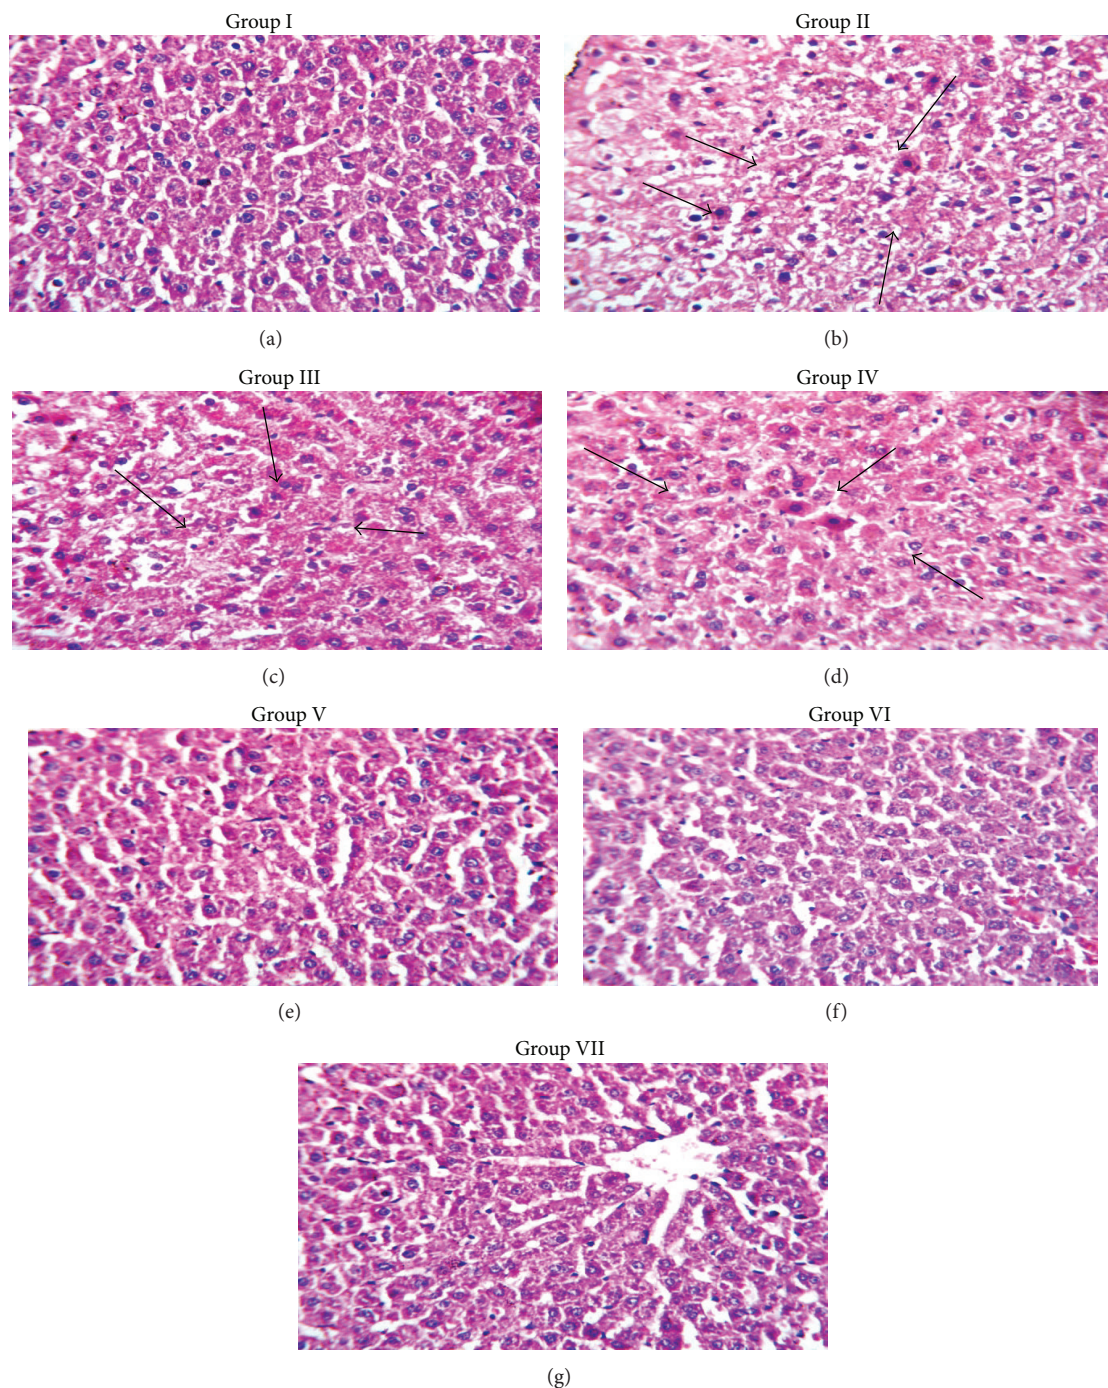 Group I
Group II
(a)
(b)
Group III
Group IV
(c)
(d)
Group V
Group VI
(e)
(f)
Group VII
(g)